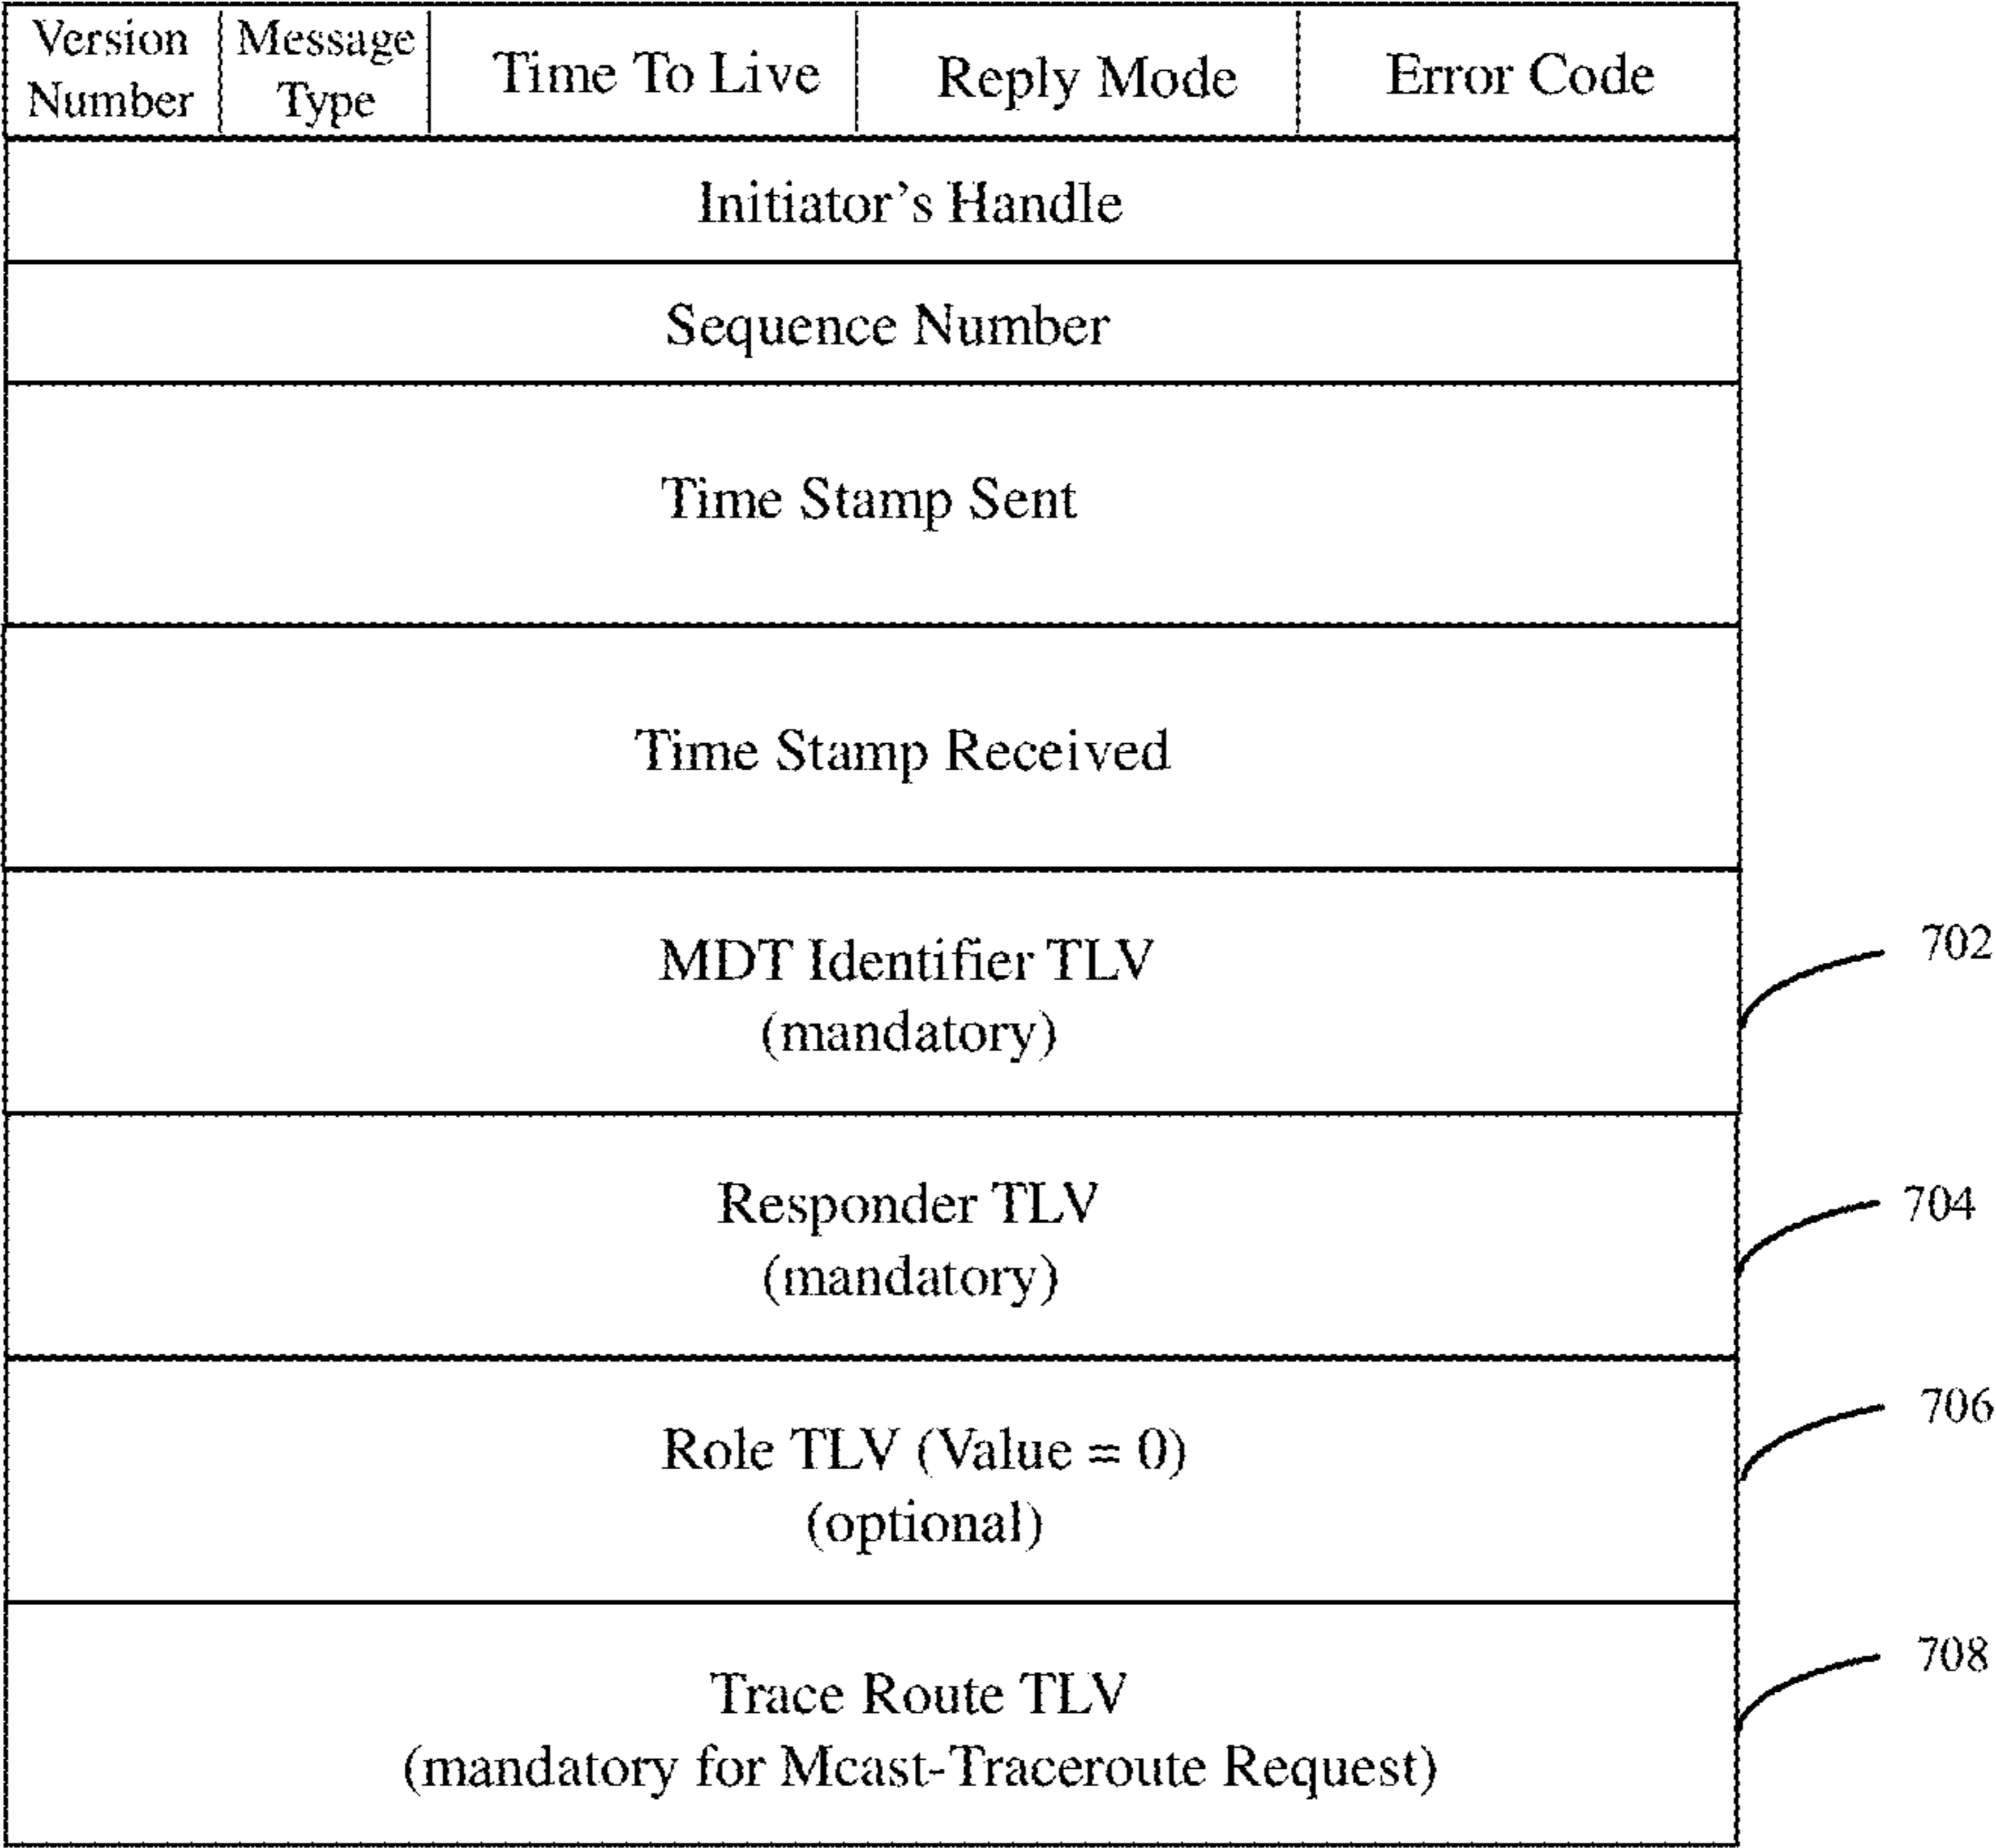 Version Number
Message Type
Time To Live
Reply Mode
Error Code
Initiator’s Handle
Sequence Number
Time Stamp Sent
Time Stamp Received
MDT Identifier TLV
(mandatory)
702
Responder TLV
(mandatory)
704
Role TLV (Value = 0)
(optional)
706
Trace Route TLV
(mandatory for Mcast-Traceroute Request)
708